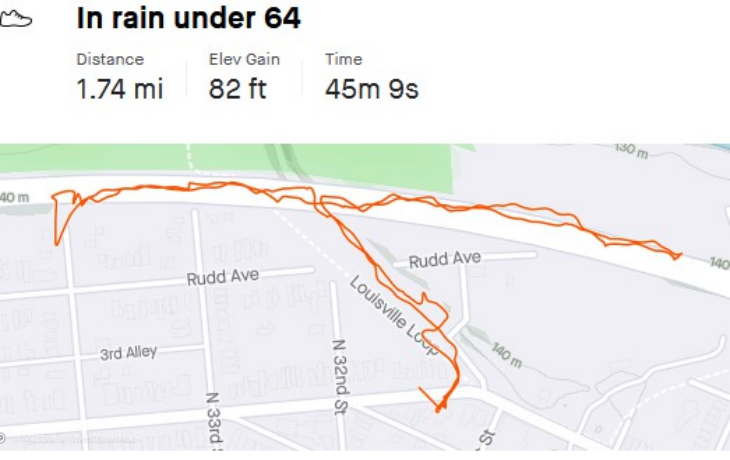 In rain under 64
Distance
Elev Gain
Time
1.74 mi
82 ft
45m 9s
130 m
40 m
Rudd Ave
140
Rudd Ave
Louisville Loop
3rd Alley
N 32nd St
140 m
N 33rd S
St